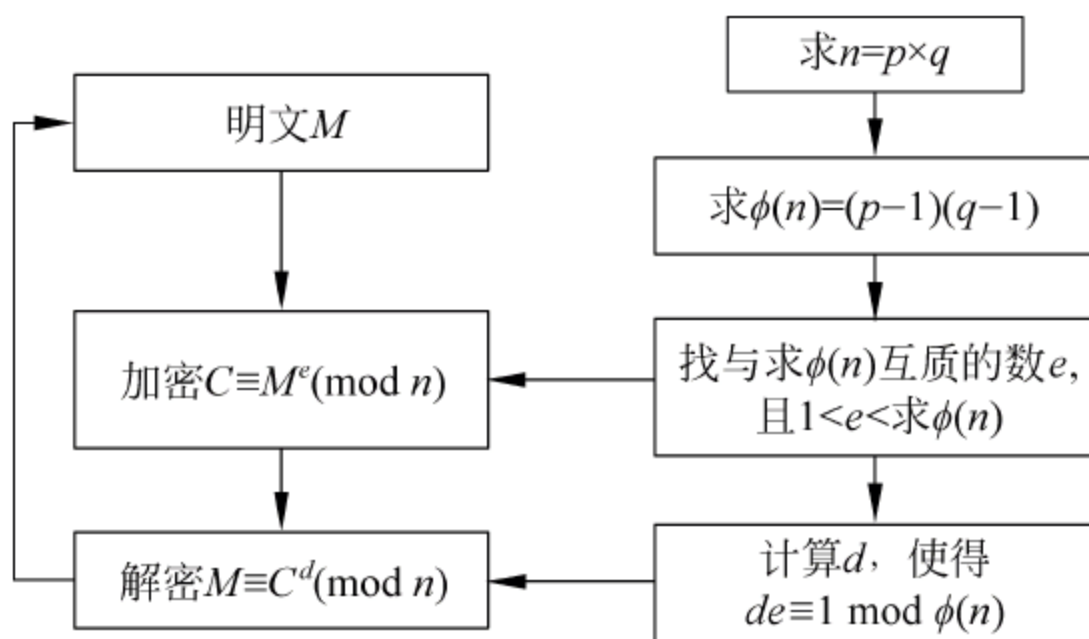 求n=p×q
明文M
求ϕ(n)=(p−1)(q−1)
加密C≡Mᵉ(mod n)
找与求ϕ(n)互质的数e,
且1<e<求ϕ(n)
解密M≡Cᵈ(mod n)
计算d，使得
de≡1 mod ϕ(n)